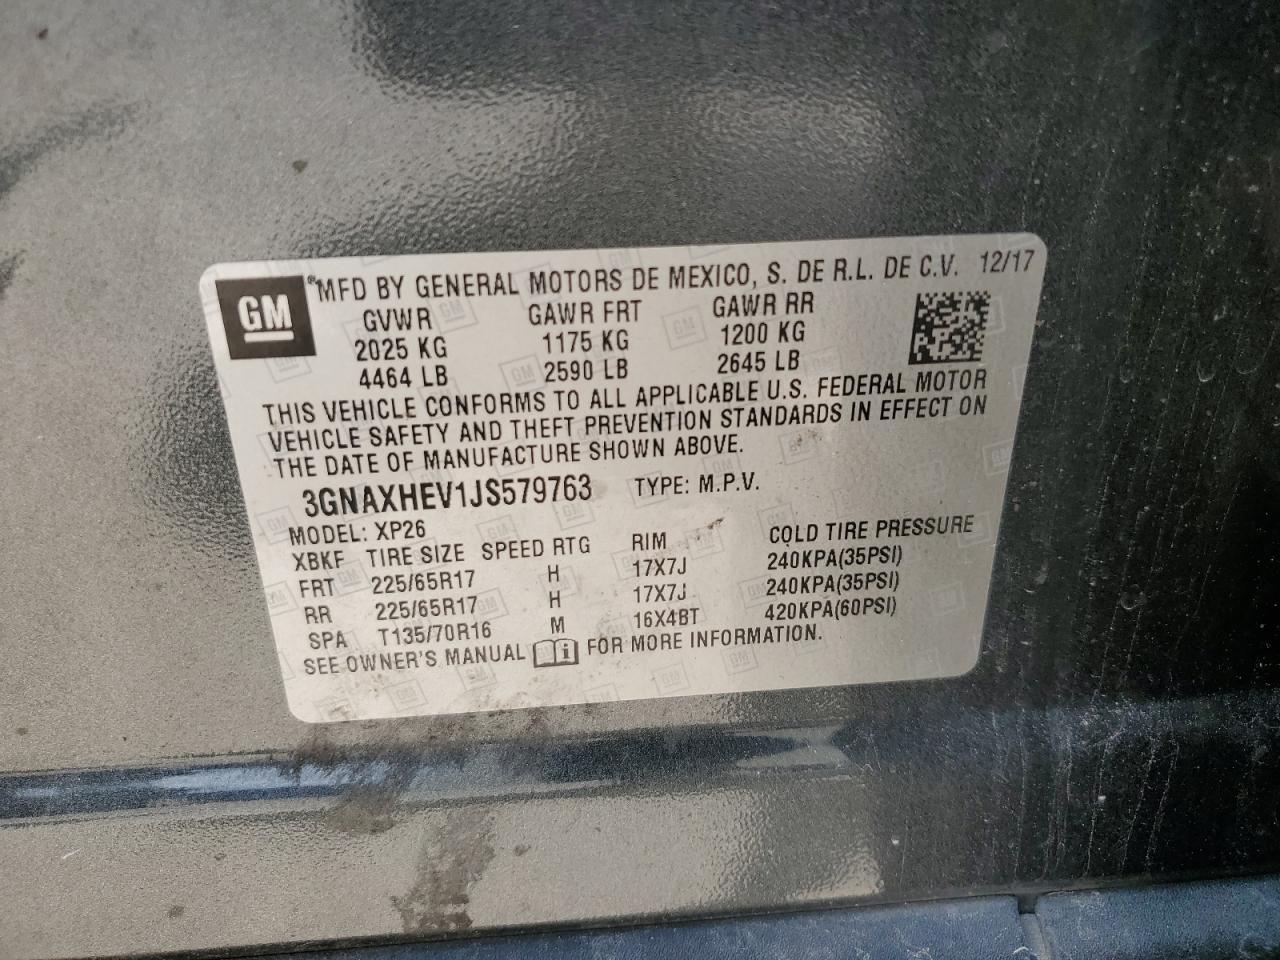 GM
®MFD BY GENERAL MOTORS DE MEXICO, S. DE R.L. DE C.V. 12/17
GVWR GAWR FRT GAWR RR
2025 KG 1175 KG 1200 KG
4464 LB 2590 LB 2645 LB
THIS VEHICLE CONFORMS TO ALL APPLICABLE U.S. FEDERAL MOTOR
VEHICLE SAFETY AND THEFT PREVENTION STANDARDS IN EFFECT ON
THE DATE OF MANUFACTURE SHOWN ABOVE.
3GNAXHEV1JS579763 TYPE: M.P.V.
MODEL: XP26
XBKF TIRE SIZE SPEED RTG RIM COLD TIRE PRESSURE
FRT 225/65R17 H 17X7J 240KPA(35PSI)
RR 225/65R17 H 17X7J 240KPA(35PSI)
SPA T135/70R16 M 16X4BT 420KPA(60PSI)
SEE OWNER'S MANUAL i FOR MORE INFORMATION.